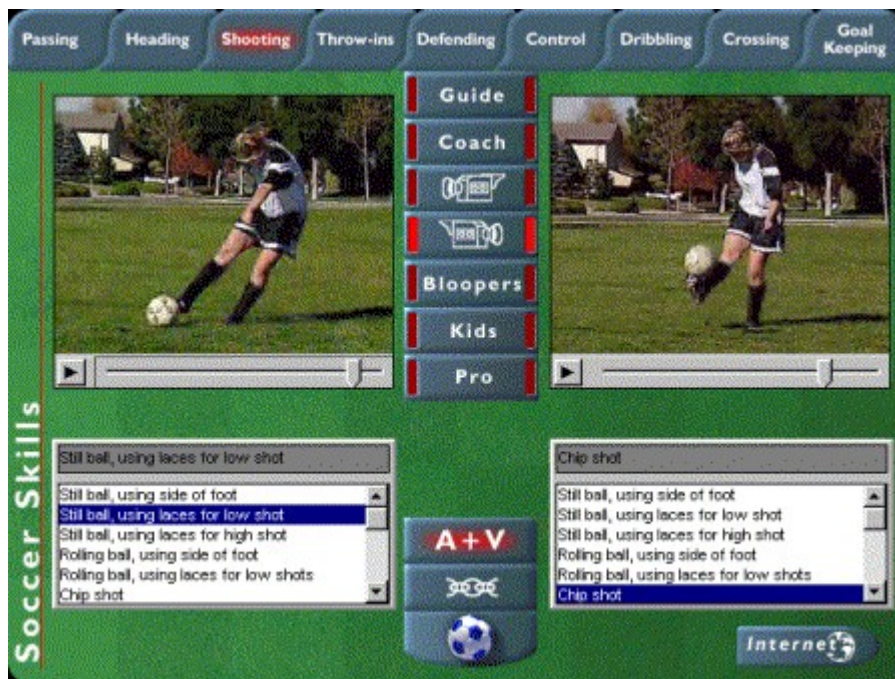 Passing
Heading
Shooting
Throw-ins
Defending
Control
Dribbling
Crossing
Goal
Keeping
Guide
Coach
Bloopers
Kids
Pro
Soccer Skills
Still ball, using laces for low shot
Still ball, using side of foot
Still ball, using laces for low shot
Still ball, using laces for high shot
Rolling ball, using side of foot
Rolling ball, using laces for low shots
Chip shot
A+V
Chip shot
Still ball, using side of foot
Still ball, using laces for low shot
Still ball, using laces for high shot
Rolling ball, using side of foot
Rolling ball, using laces for low shots
Chip shot
Internet